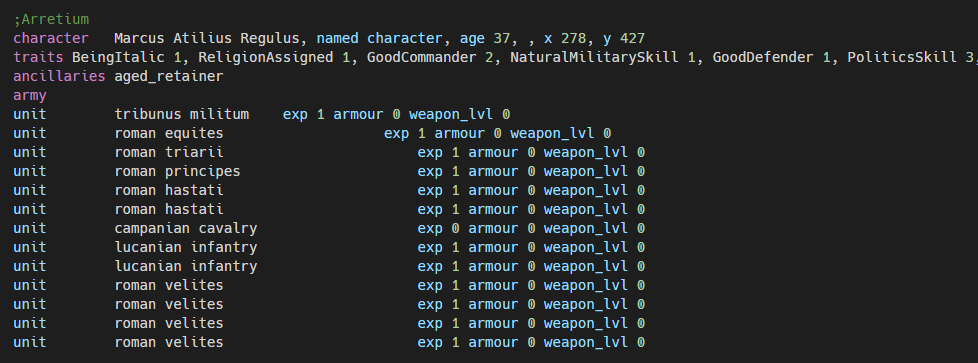 ;Arretium
character   Marcus Atilius Regulus, named character, age 37, , x 278, y 427
traits BeingItalic 1, ReligionAssigned 1, GoodCommander 2, NaturalMilitarySkill 1, GoodDefender 1, PoliticsSkill 3,
ancillaries aged_retainer
army
unit        tribunus militum    exp 1 armour 0 weapon_lvl 0
unit        roman equites                   exp 1 armour 0 weapon_lvl 0
unit        roman triarii                       exp 1 armour 0 weapon_lvl 0
unit        roman principes                     exp 1 armour 0 weapon_lvl 0
unit        roman hastati                       exp 1 armour 0 weapon_lvl 0
unit        roman hastati                       exp 1 armour 0 weapon_lvl 0
unit        campanian cavalry                   exp 0 armour 0 weapon_lvl 0
unit        lucanian infantry                   exp 1 armour 0 weapon_lvl 0
unit        lucanian infantry                   exp 1 armour 0 weapon_lvl 0
unit        roman velites                       exp 1 armour 0 weapon_lvl 0
unit        roman velites                       exp 1 armour 0 weapon_lvl 0
unit        roman velites                       exp 1 armour 0 weapon_lvl 0
unit        roman velites                       exp 1 armour 0 weapon_lvl 0